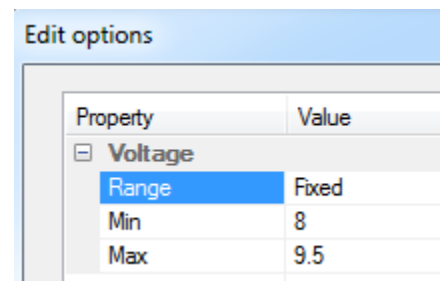 Edit options
Property Value
Voltage
Range Fixed
Min 8
Max 9.5